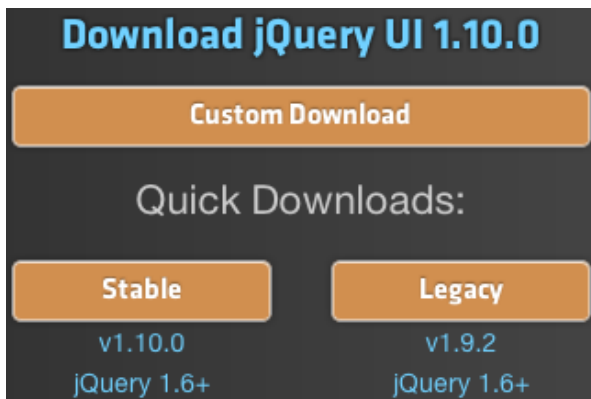 Download jQuery UI 1.10.0
Custom Download
Quick Downloads:
Stable
Legacy
v1.10.0
v1.9.2
jQuery 1.6+
jQuery 1.6+